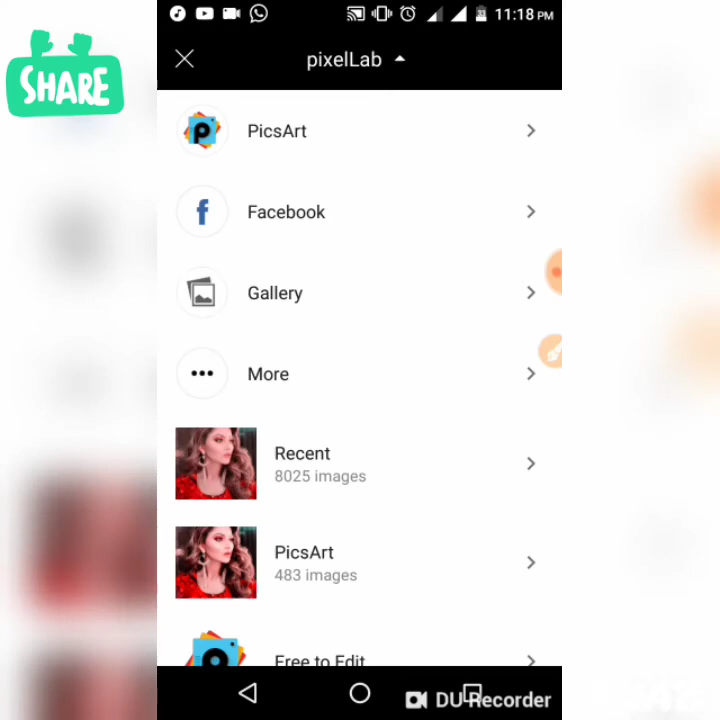 11:18 PM
SHARE
pixelLab
PicsArt
Facebook
Gallery
More
Recent
8025 images
PicsArt
483 images
Free to Edit
DU Recorder